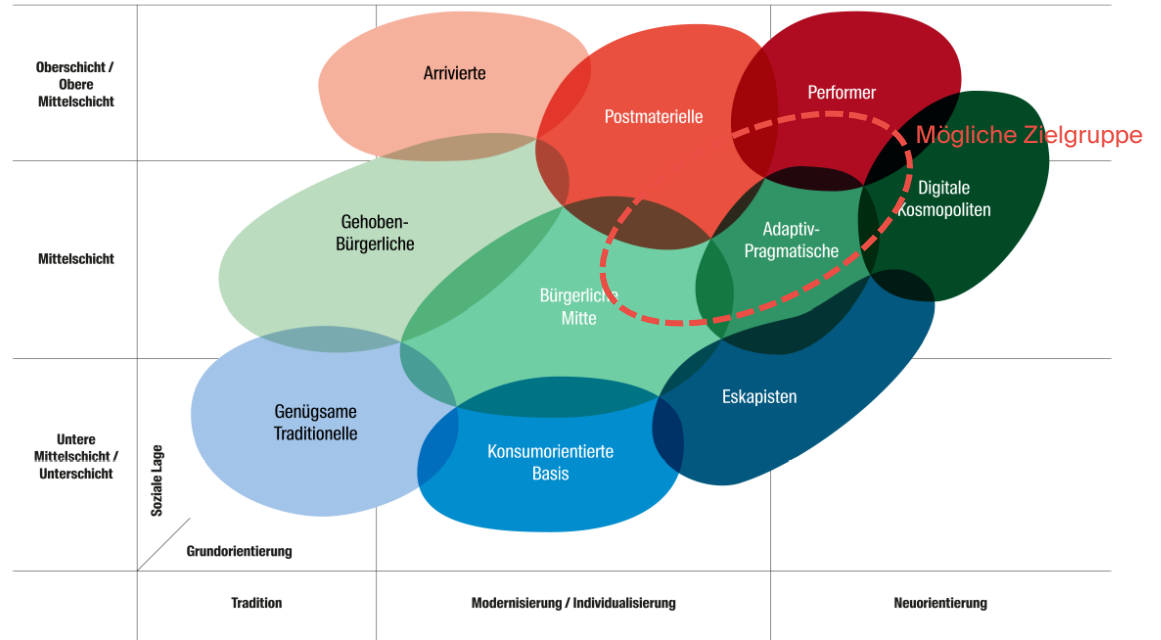 Oberschicht /
Obere
Mittelschicht
Arrivierte
Postmaterielle
Performer
Mögliche Zielgruppe
Digitale
Kosmopoliten
Gehoben-
Bürgerliche
Adaptiv-
Pragmatische
Mittelschicht
Bürgerliche
Mitte
Eskapisten
Genügsame
Traditionelle
Konsumorientierte
Basis
Untere
Mittelschicht /
Unterschicht
Soziale Lage
Grundorientierung
Tradition
Modernisierung / Individualisierung
Neuorientierung